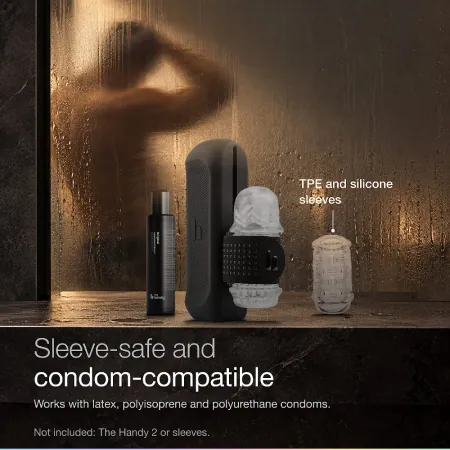 TPE and silicone
sleeves
Sleeve-safe and
condom-compatible
Works with latex, polyisoprene and polyurethane condoms.
Not included: The Handy 2 or sleeves.